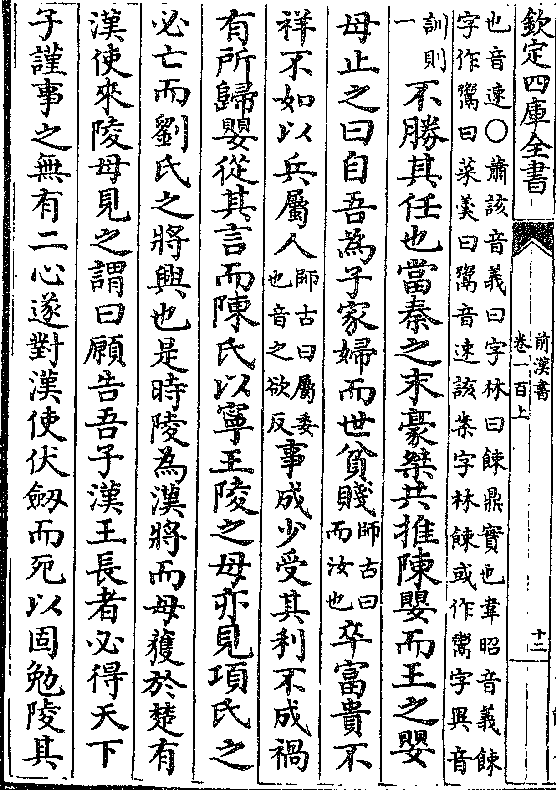 欽定四庫全書
前漢書
卷一百上
十二
也音速○蕭該音義曰字林曰餗鼎實也韋昭音義餗
字作鬻曰菜羹曰鬻音速該案字林餗或作鬻字異音
訓則
一
不勝其任也當秦之末豪桀共推陳嬰而王之嬰
母止之曰自吾為子家婦而世貧賤師古曰而汝也卒富貴不
祥不如以兵屬人師古曰屬委也音之欲反事成少受其利不成禍
有所歸嬰從其言而陳氏以寧王陵之母亦見項氏之
必亡而劉氏之將興也是時陵為漢將而母獲於楚有
漢使來陵母見之謂曰願告吾子漢王長者必得天下
子謹事之無有二心遂對漢使伏劒而死以固勉陵其